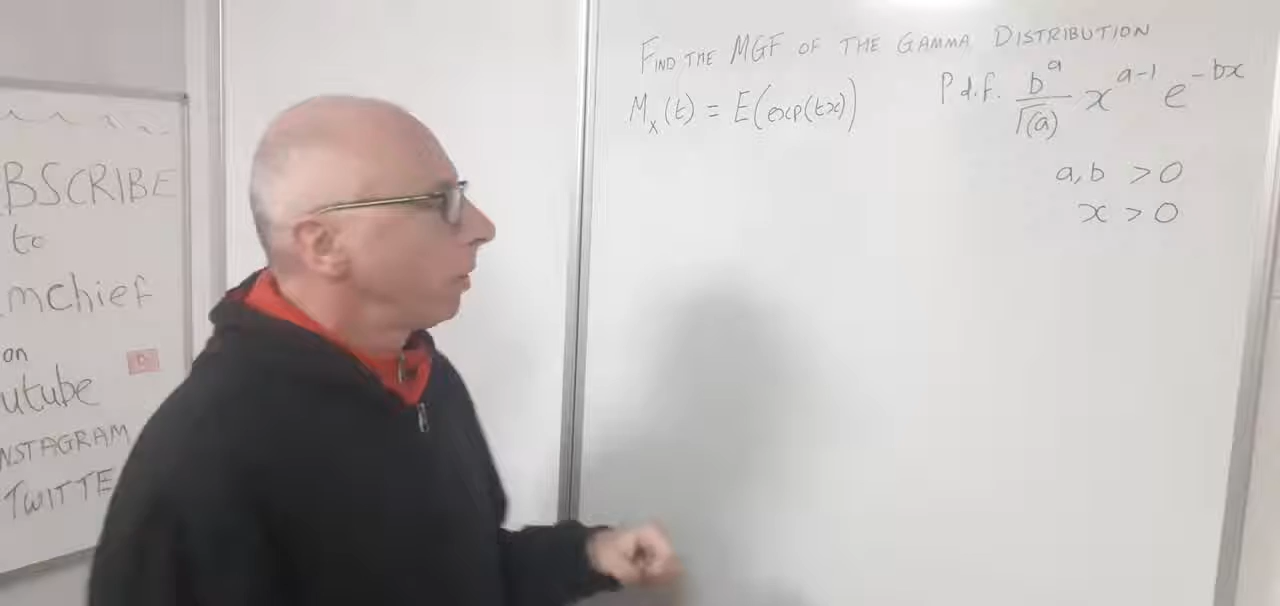 BSCRIBE
to
mchief
on
utube
NSTAGRAM
TWITTE
FIND THE MGF OF THE GAMMA DISTRIBUTION
Mₓ(t) = E(exp(tx))
P.d.f. b^a/Γ(a) x^(a-1) e^(-bx)
a,b > 0
x > 0